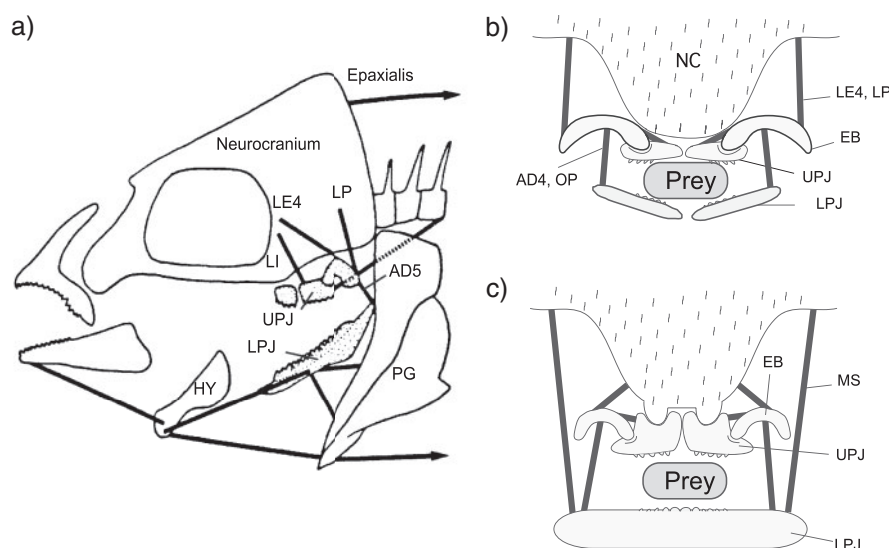 a)
Epaxialis
Neurocranium
LE4
LP
LI
AD5
UPJ
LPJ
HY
PG
b)
NC
LE4, LP
EB
AD4, OP
UPJ
Prey
LPJ
c)
EB
MS
UPJ
Prey
LPJ